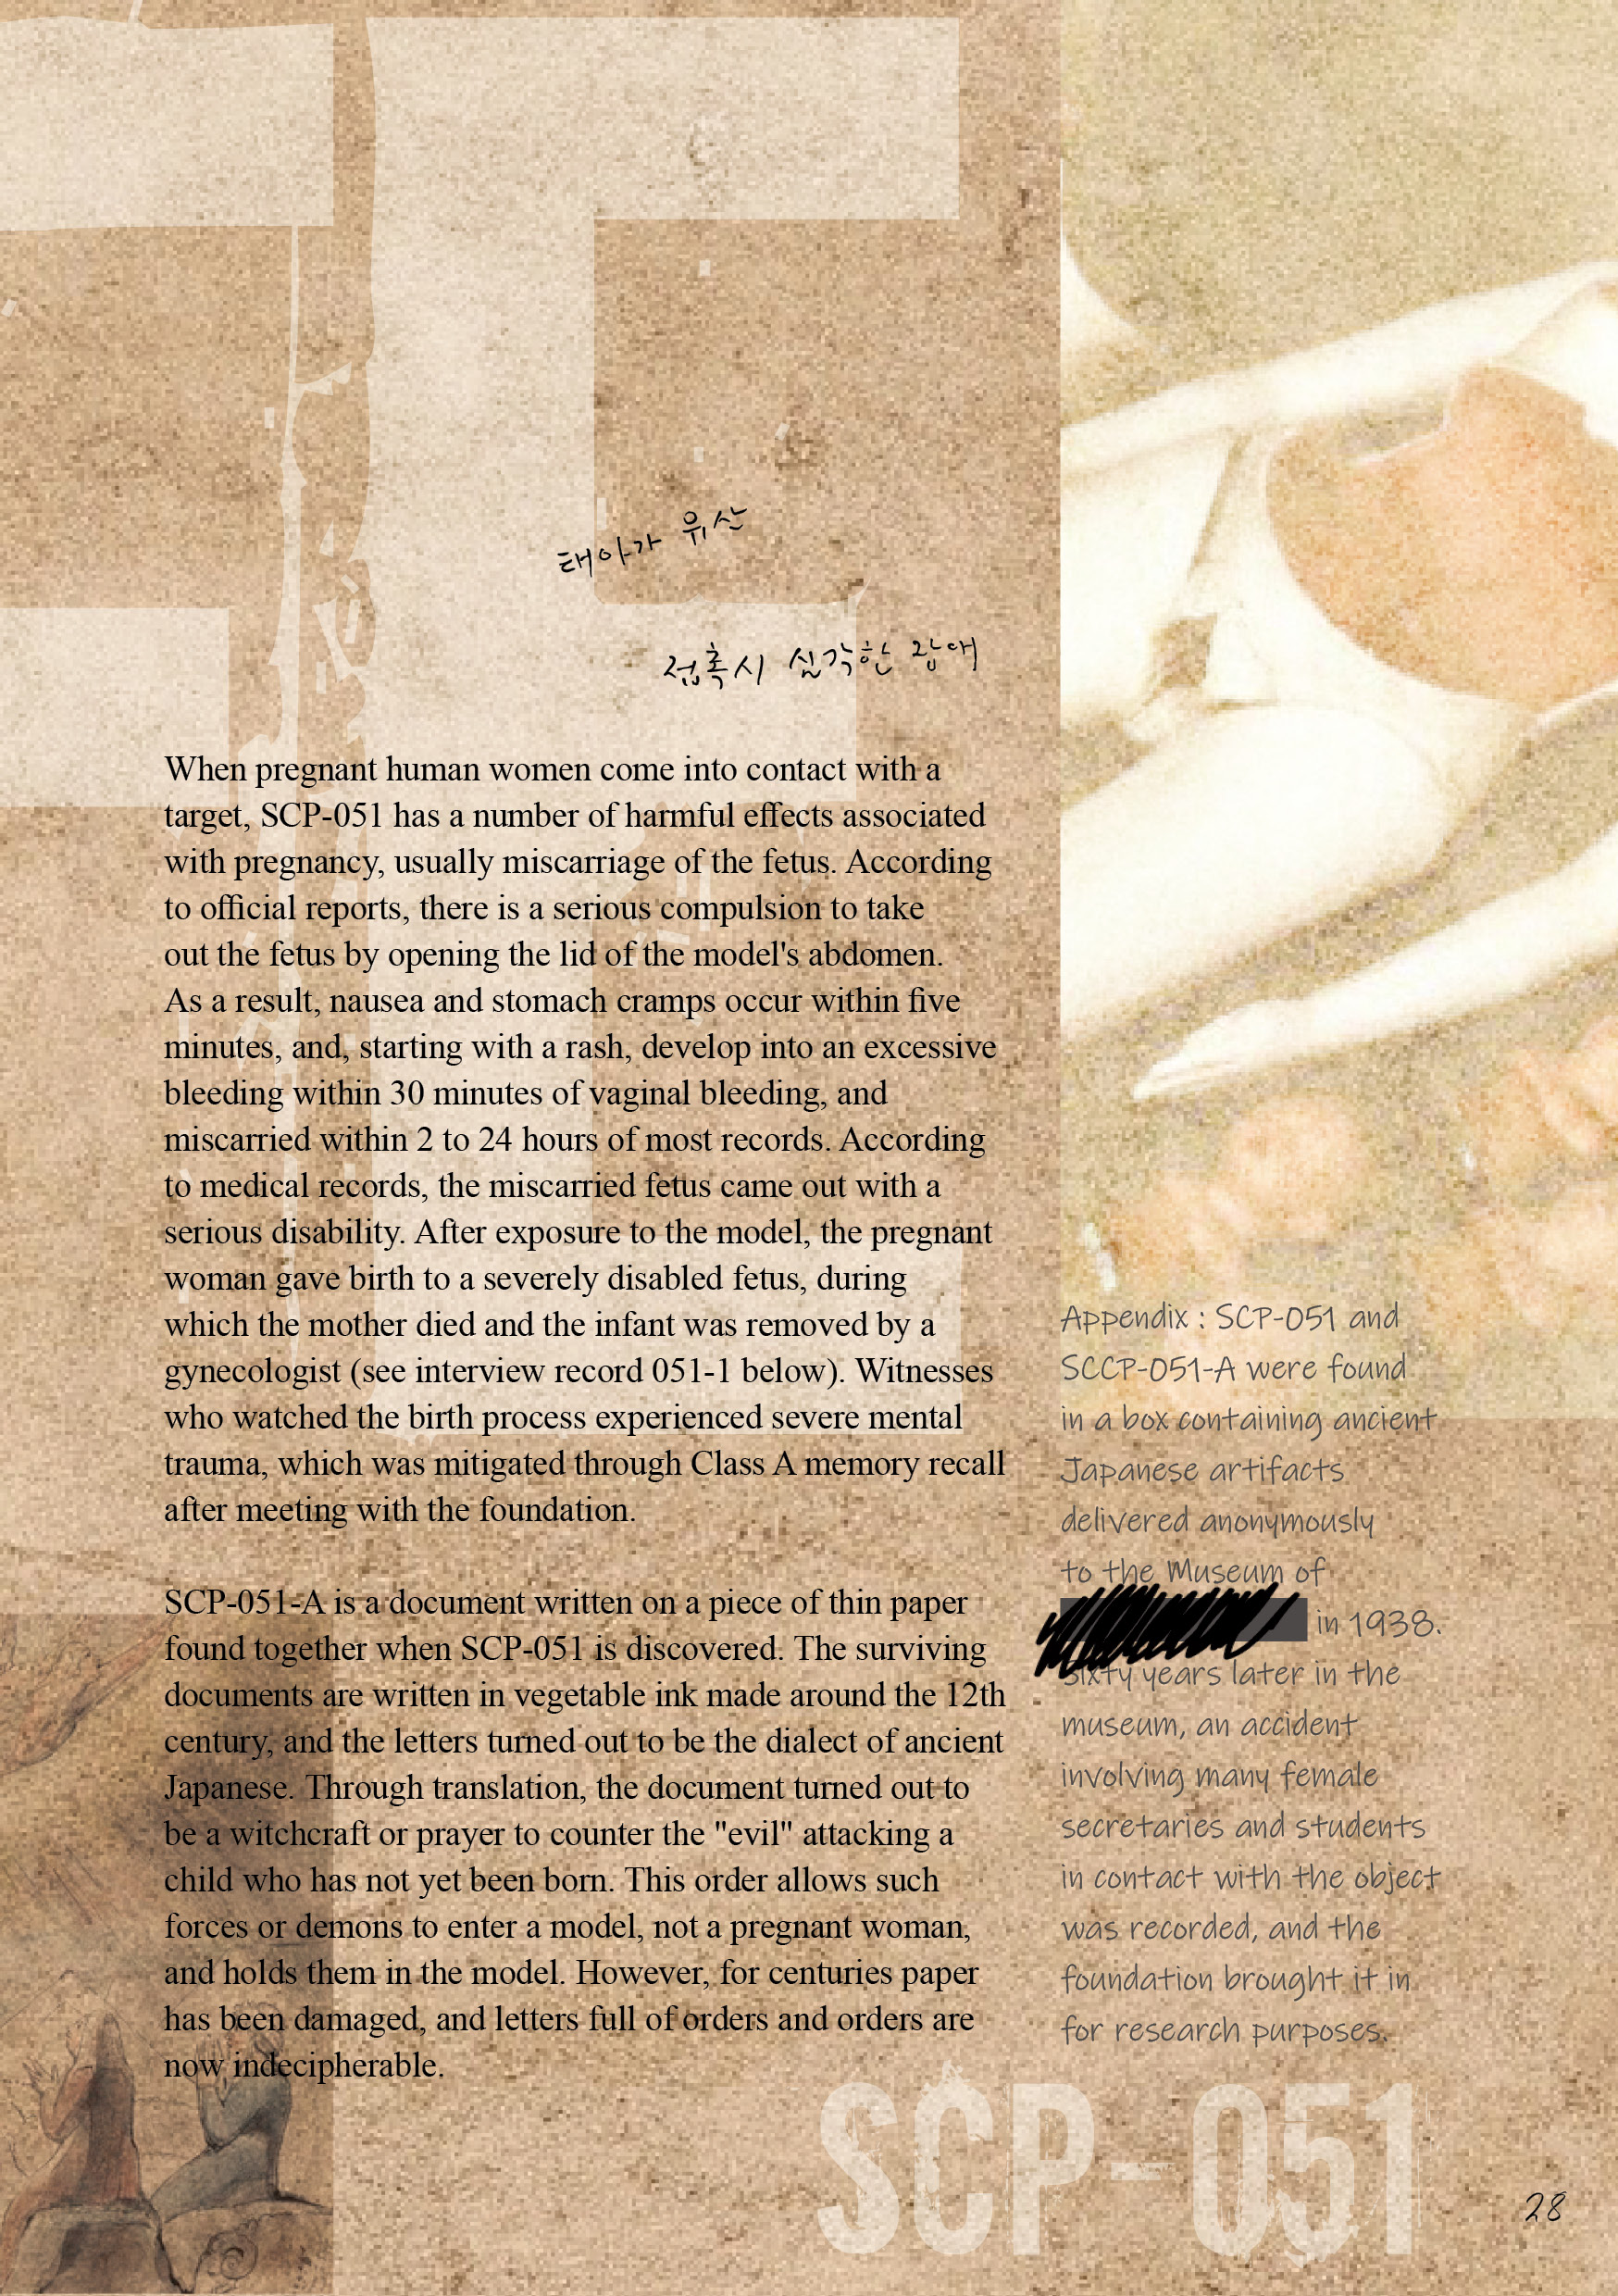 태아가 유산
접촉시 심각한 장애
When pregnant human women come into contact with a
target, SCP-051 has a number of harmful effects associated
with pregnancy, usually miscarriage of the fetus. According
to official reports, there is a serious compulsion to take
out the fetus by opening the lid of the model's abdomen.
As a result, nausea and stomach cramps occur within five
minutes, and, starting with a rash, develop into an excessive
bleeding within 30 minutes of vaginal bleeding, and
miscarried within 2 to 24 hours of most records. According
to medical records, the miscarried fetus came out with a
serious disability. After exposure to the model, the pregnant
woman gave birth to a severely disabled fetus, during
which the mother died and the infant was removed by a
gynecologist (see interview record 051-1 below). Witnesses
who watched the birth process experienced severe mental
trauma, which was mitigated through Class A memory recall
after meeting with the foundation.
SCP-051-A is a document written on a piece of thin paper
found together when SCP-051 is discovered. The surviving
documents are written in vegetable ink made around the 12th
century, and the letters turned out to be the dialect of ancient
Japanese. Through translation, the document turned out to
be a witchcraft or prayer to counter the "evil" attacking a
child who has not yet been born. This order allows such
forces or demons to enter a model, not a pregnant woman,
and holds them in the model. However, for centuries paper
has been damaged, and letters full of orders and orders are
now indecipherable.
Appendix : SCP-051 and
SCCP-051-A were found
in a box containing ancient
Japanese artifacts
delivered anonymously
to the Museum of
in 1938.
Sixty years later in the
museum, an accident
involving many female
secretaries and students
in contact with the object
was recorded, and the
foundation brought it in
for research purposes.
SCP-051
28